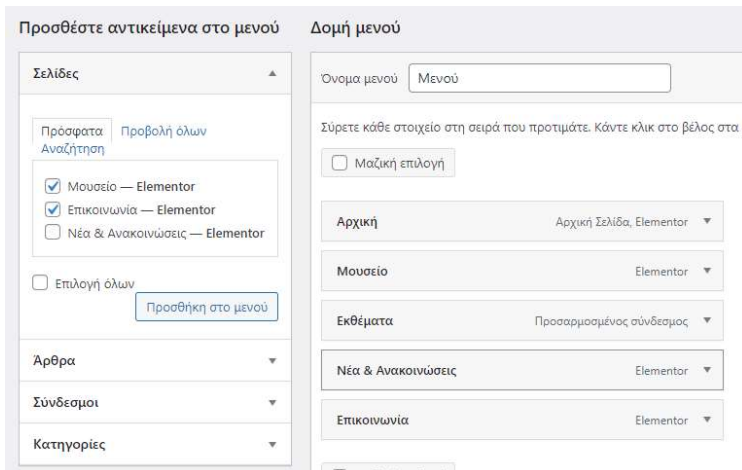 Προσθέστε αντικείμενα στο μενού
Σελίδες
Πρόσφατα Προβολή όλων
Αναζήτηση
Μουσείο — Elementor
Επικοινωνία — Elementor
Νέα & Ανακοινώσεις — Elementor
Επιλογή όλων
Προσθήκη στο μενού
Άρθρα
Σύνδεσμοι
Κατηγορίες
Δομή μενού
Όνομα μενού Μενού
Σύρετε κάθε στοιχείο στη σειρά που προτιμάτε. Κάντε κλικ στο βέλος στα
Μαζική επιλογή
Αρχική Αρχική Σελίδα, Elementor
Μουσείο Elementor
Εκθέματα Προσαρμοσμένος σύνδεσμος
Νέα & Ανακοινώσεις Elementor
Επικοινωνία Elementor